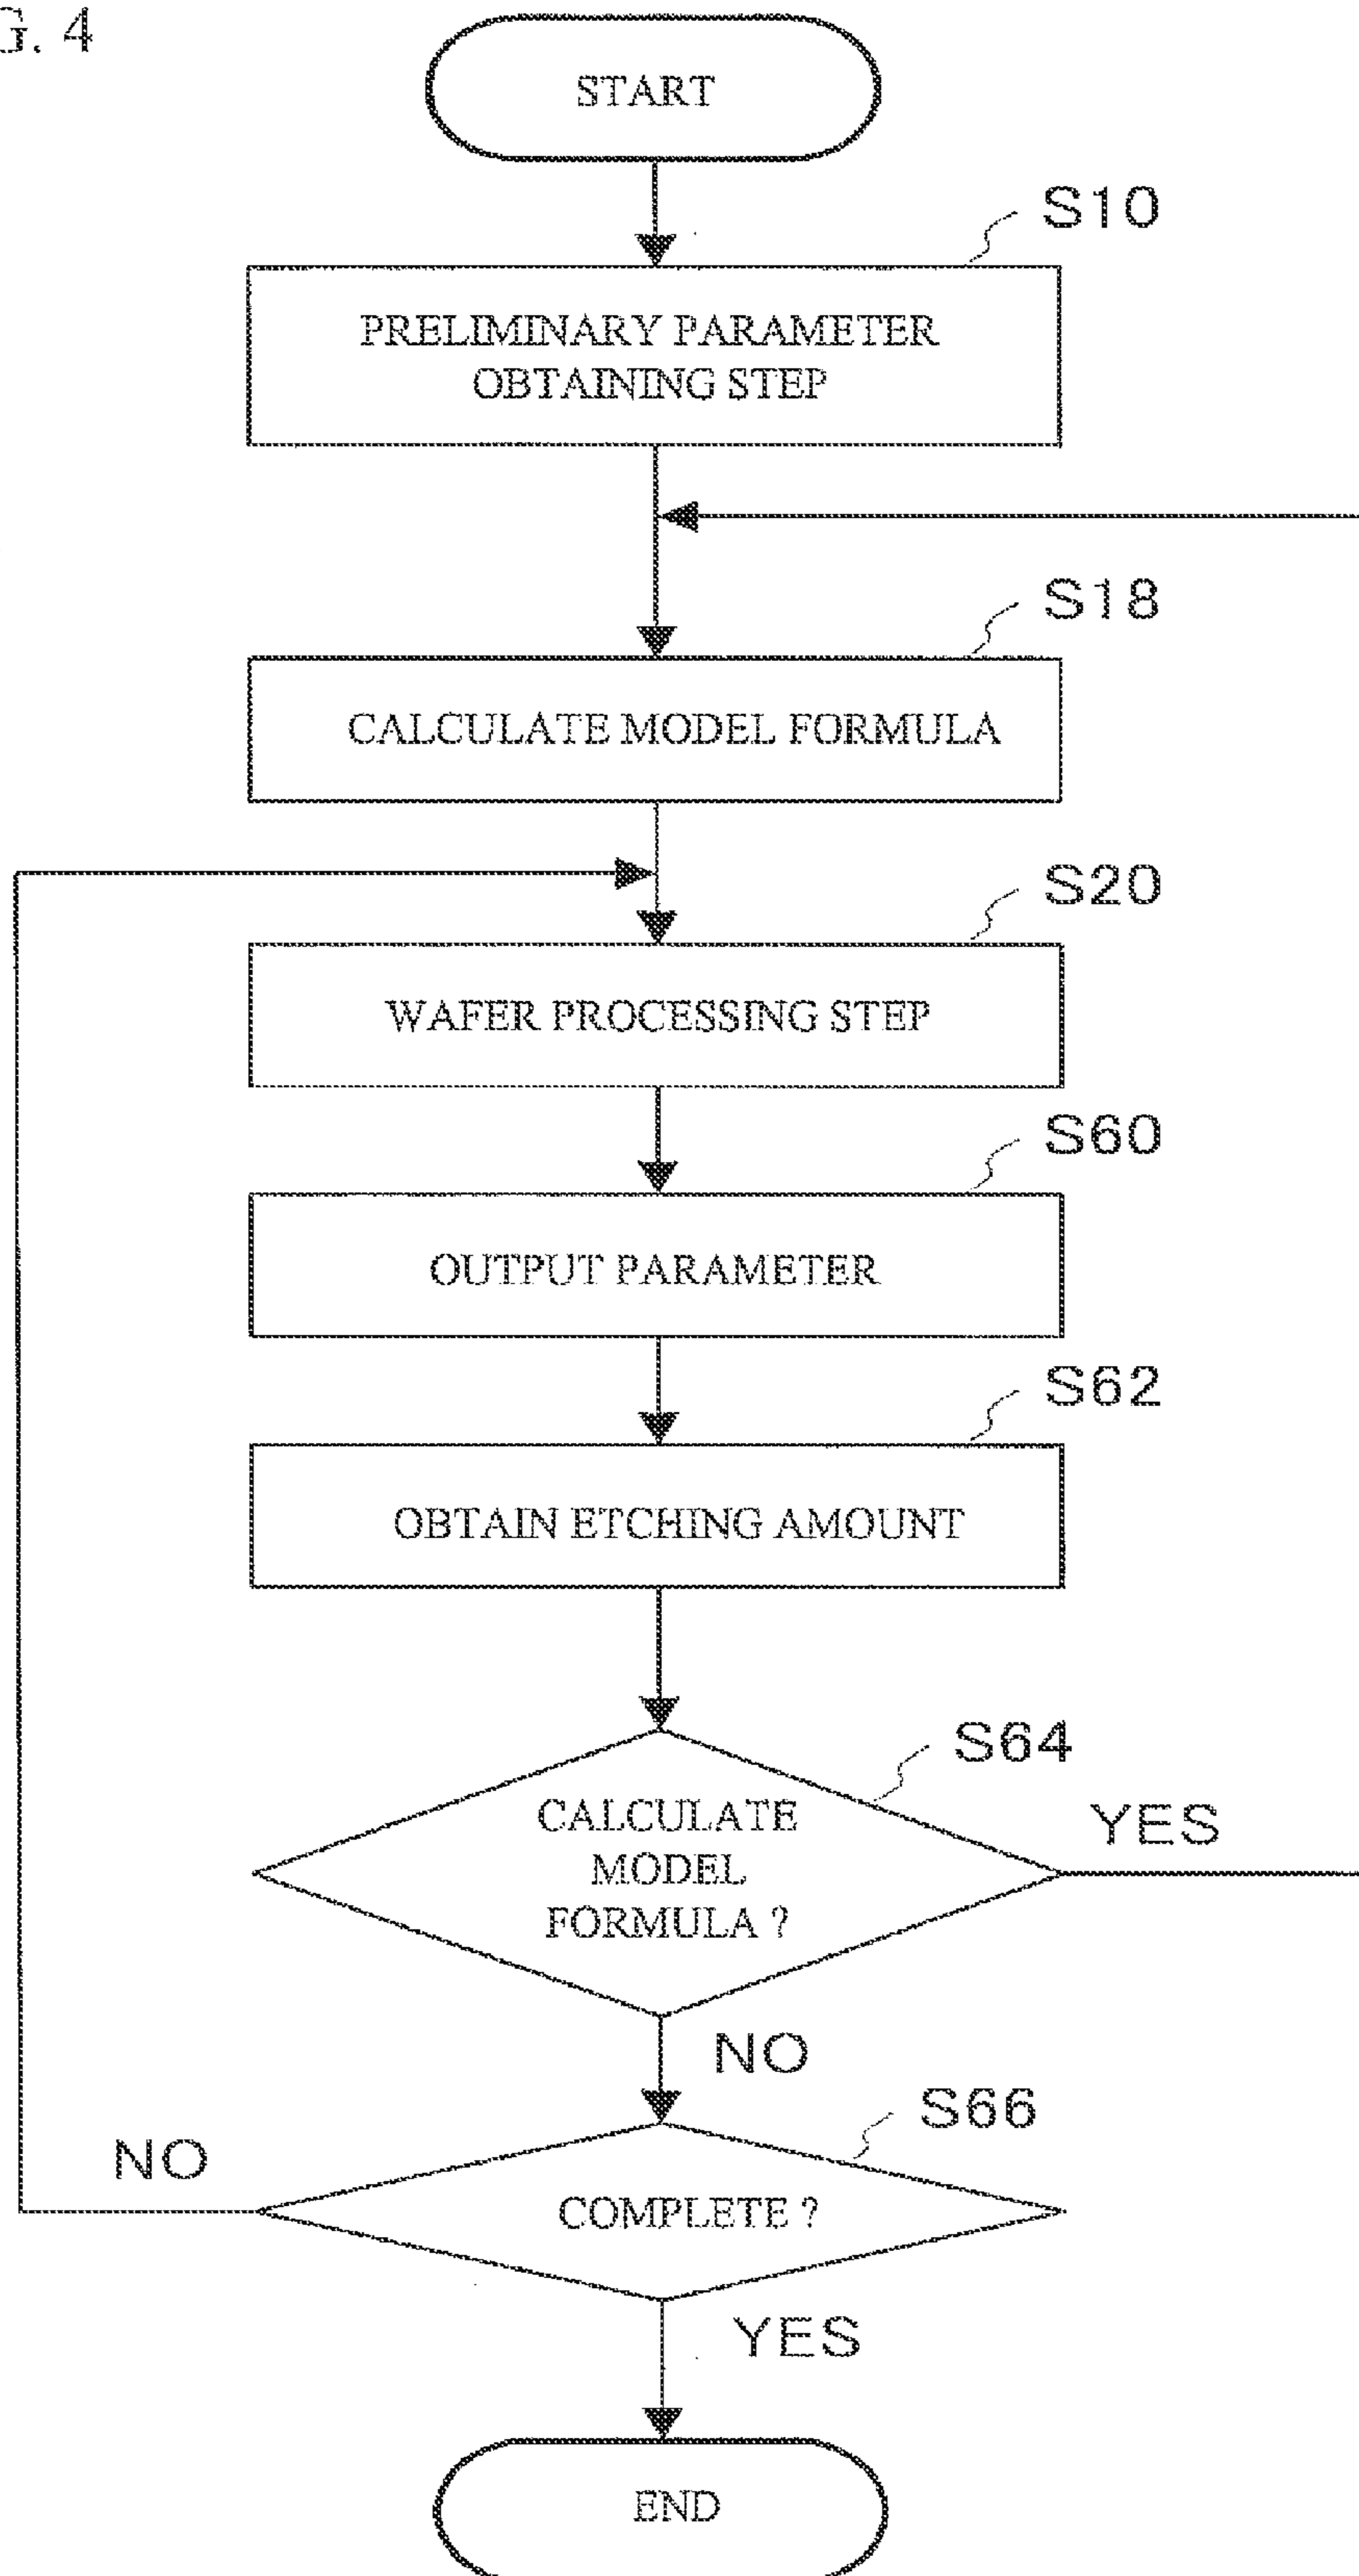 G. 4
START
S10
PRELIMINARY PARAMETER
OBTAINING STEP
S18
CALCULATE MODEL FORMULA
S20
WAFER PROCESSING STEP
S60
OUTPUT PARAMETER
S62
OBTAIN ETCHING AMOUNT
S64
CALCULATE
MODEL
FORMULA ?
YES
NO
S66
COMPLETE ?
NO
YES
END